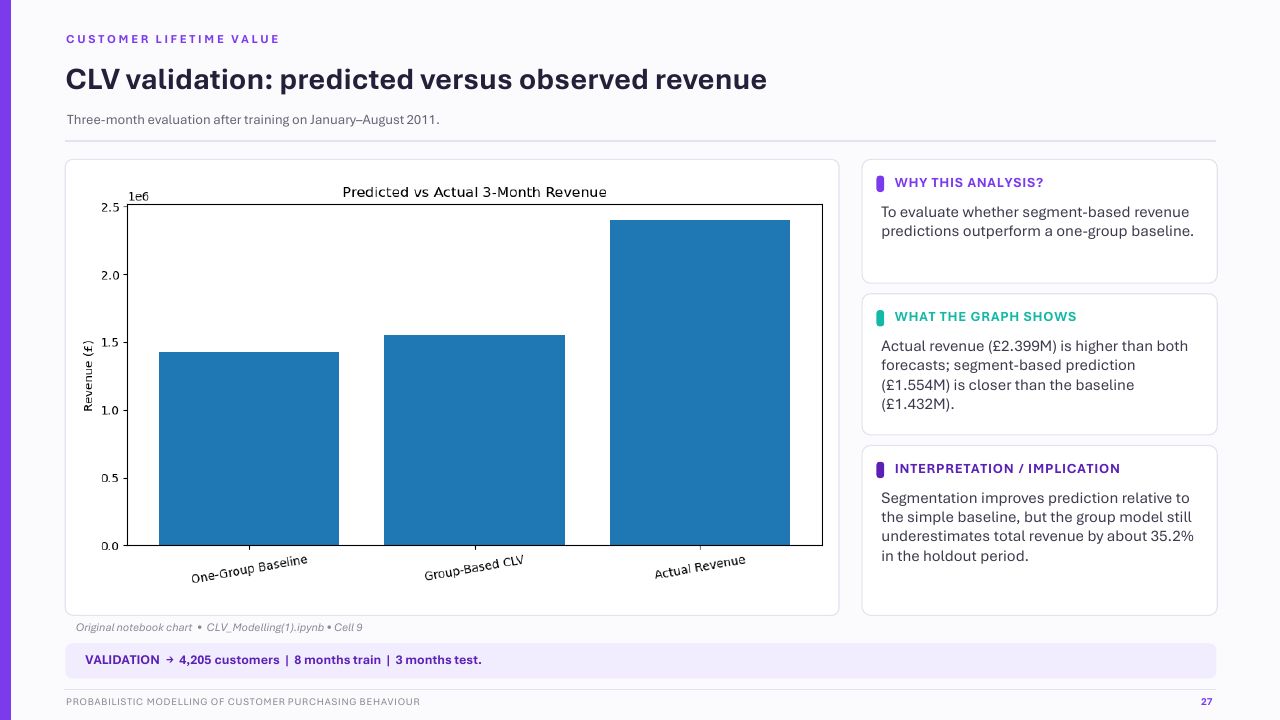 CUSTOMER LIFETIME VALUE
CLV validation: predicted versus observed revenue
Three-month evaluation after training on January–August 2011.
Predicted vs Actual 3-Month Revenue
1e6
2.5
2.0
1.5
1.0
0.5
0.0
Revenue (£)
One-Group Baseline
Group-Based CLV
Actual Revenue
Original notebook chart • CLV_Modelling(1).ipynb • Cell 9
WHY THIS ANALYSIS?
To evaluate whether segment-based revenue
predictions outperform a one-group baseline.
WHAT THE GRAPH SHOWS
Actual revenue (£2.399M) is higher than both
forecasts; segment-based prediction
(£1.554M) is closer than the baseline
(£1.432M).
INTERPRETATION / IMPLICATION
Segmentation improves prediction relative to
the simple baseline, but the group model still
underestimates total revenue by about 35.2%
in the holdout period.
VALIDATION → 4,205 customers | 8 months train | 3 months test.
PROBABILISTIC MODELLING OF CUSTOMER PURCHASING BEHAVIOUR
27